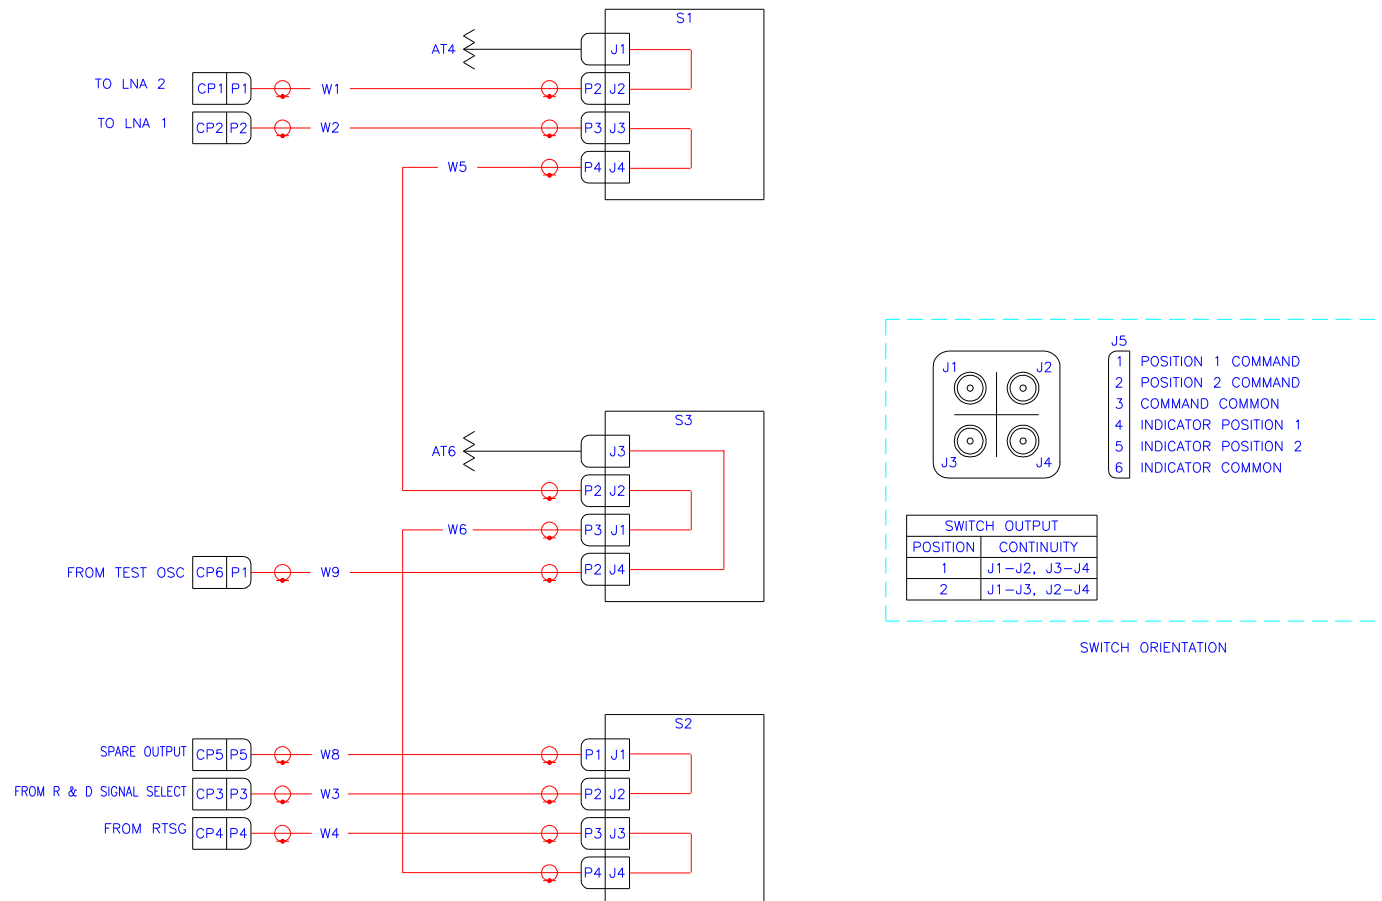 S1
AT4 J1
TO LNA 2 CP1 P1 W1 P2 J2
TO LNA 1 CP2 P2 W2 P3 J3
W5 P4 J4
S3
AT6 J3
P2 J2
W6 P3 J1
FROM TEST OSC CP6 P1 W9 P2 J4
S2
SPARE OUTPUT CP5 P5 W8 P1 J1
FROM R & D SIGNAL SELECT CP3 P3 W3 P2 J2
FROM RTSG CP4 P4 W4 P3 J3
P4 J4
J1 J2
J3 J4
J5
1 POSITION 1 COMMAND
2 POSITION 2 COMMAND
3 COMMAND COMMON
4 INDICATOR POSITION 1
5 INDICATOR POSITION 2
6 INDICATOR COMMON
SWITCH OUTPUT
POSITION CONTINUITY
1 J1-J2, J3-J4
2 J1-J3, J2-J4
SWITCH ORIENTATION